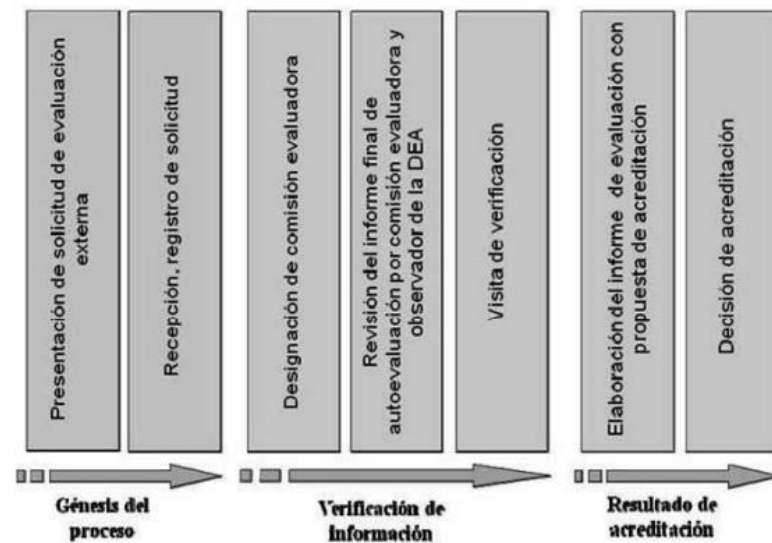 Presentación de solicitud de evaluación
externa
Recepción, registro de solicitud
Designación de comisión evaluadora
Revisión del informe final de
autoevaluación por comisión evaluadora y
observador de la DEA
Visita de verificación
Elaboración del informe de evaluación con
propuesta de acreditación
Decisión de acreditación
Génesis del
proceso
Verificación de
información
Resultado de
acreditación